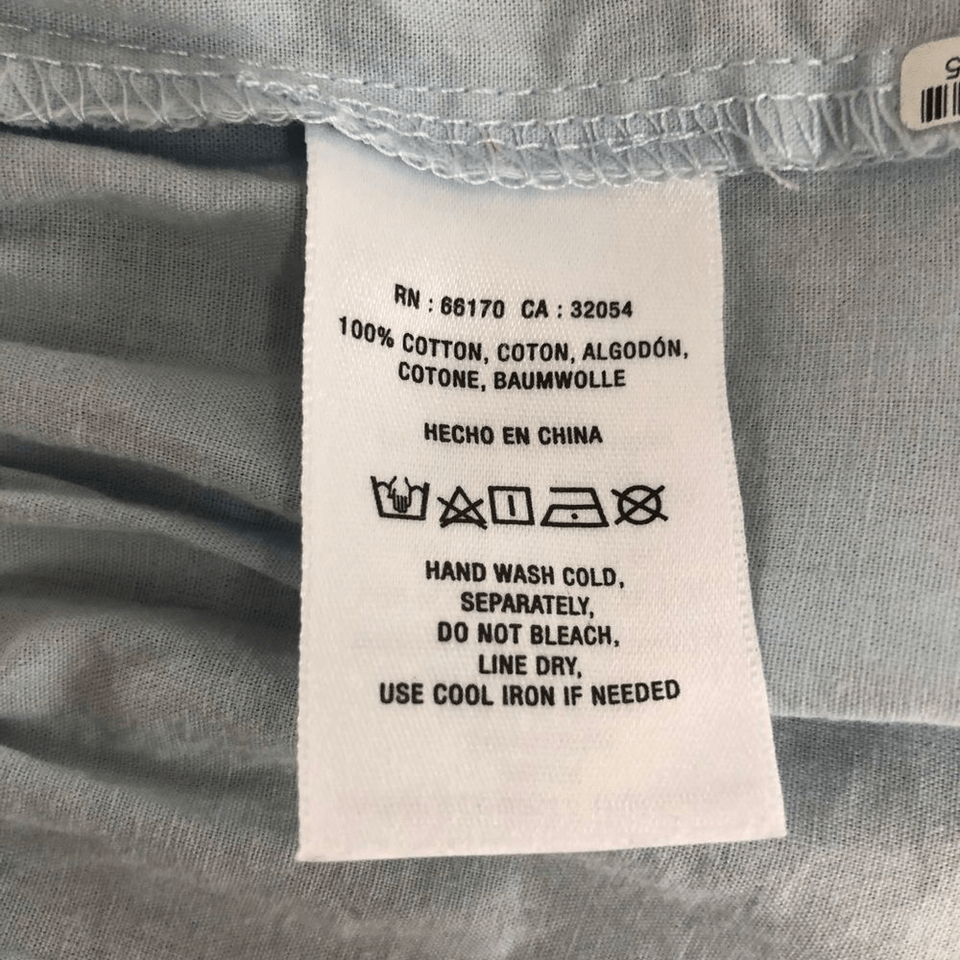 RN : 66170 CA : 32054
100% COTTON, COTON, ALGODÓN,
COTONE, BAUMWOLLE
HECHO EN CHINA
HAND WASH COLD,
SEPARATELY,
DO NOT BLEACH,
LINE DRY,
USE COOL IRON IF NEEDED